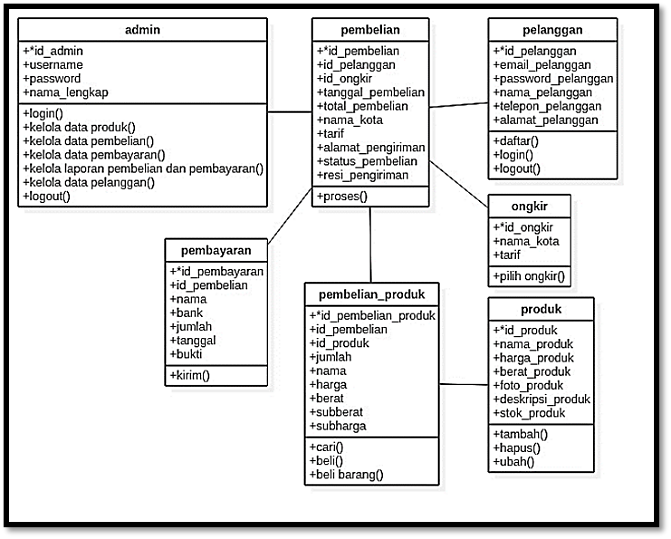 admin
+*id_admin
+username
+password
+nama_lengkap
+login()
+kelola data produk()
+kelola data pembelian()
+kelola data pembayaran()
+kelola laporan pembelian dan pembayaran()
+kelola data pelanggan()
+logout()
pembelian
+*id_pembelian
+id_pelanggan
+id_ongkir
+tanggal_pembelian
+total_pembelian
+nama_kota
+tarif
+alamat_pengiriman
+status_pembelian
+resi_pengiriman
+proses()
pelanggan
+*id_pelanggan
+email_pelanggan
+password_pelanggan
+nama_pelanggan
+telepon_pelanggan
+alamat_pelanggan
+daftar()
+login()
+logout()
ongkir
+*id_ongkir
+nama_kota
+tarif
+pilih ongkir()
pembayaran
+*id_pembayaran
+id_pembelian
+nama
+bank
+jumlah
+tanggal
+bukti
+kirim()
pembelian_produk
+*id_pembelian_produk
+id_pembelian
+id_produk
+jumlah
+nama
+harga
+berat
+subberat
+subharga
+cari()
+beli()
+beli barang()
produk
+*id_produk
+nama_produk
+harga_produk
+berat_produk
+foto_produk
+deskripsi_produk
+stok_produk
+tambah()
+hapus()
+ubah()